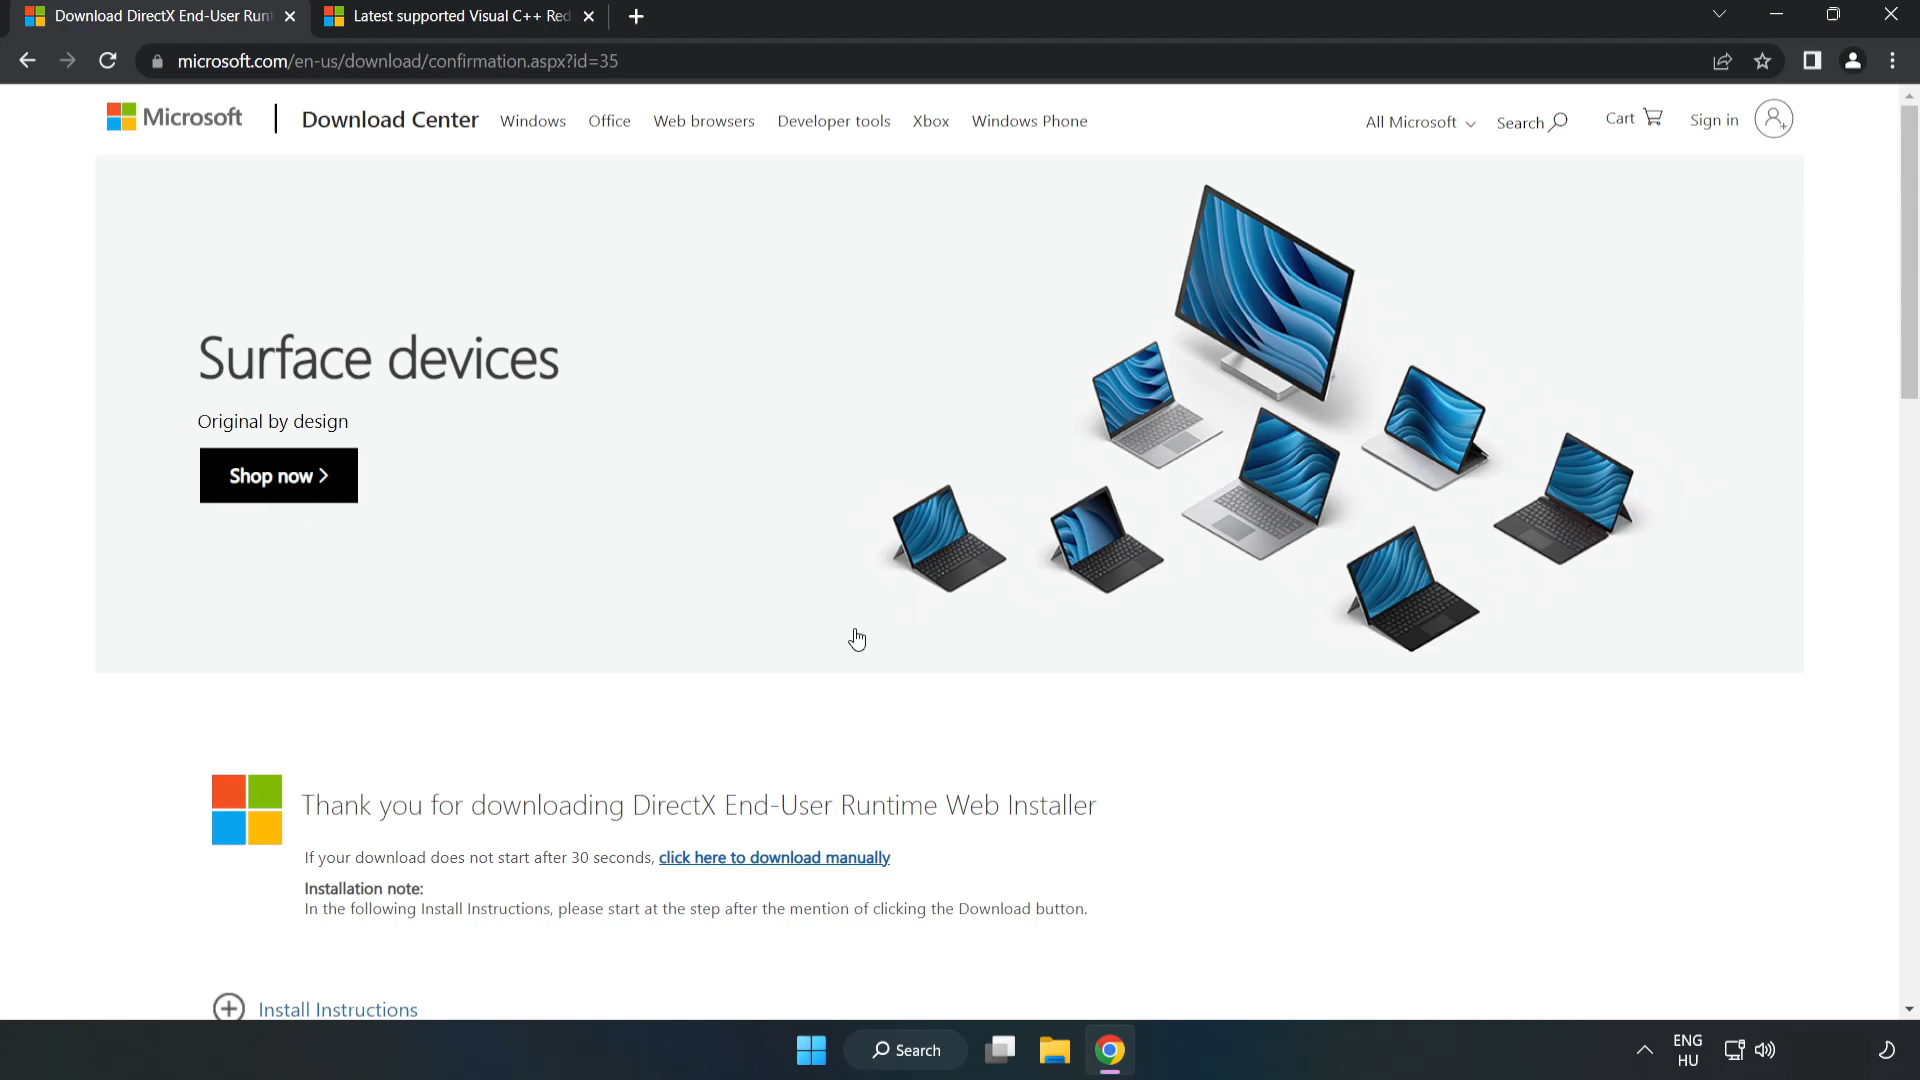 Download DirectX End-User Runt
Latest supported Visual C++ Red
microsoft.com/en-us/download/confirmation.aspx?id=35
Microsoft
Download Center
Windows
Office
Web browsers
Developer tools
Xbox
Windows Phone
All Microsoft
Search
Cart
Sign in
Surface devices
Original by design
Shop now >
Thank you for downloading DirectX End-User Runtime Web Installer
If your download does not start after 30 seconds, click here to download manually
Installation note:
In the following Install Instructions, please start at the step after the mention of clicking the Download button.
Install Instructions
Search
ENG
HU